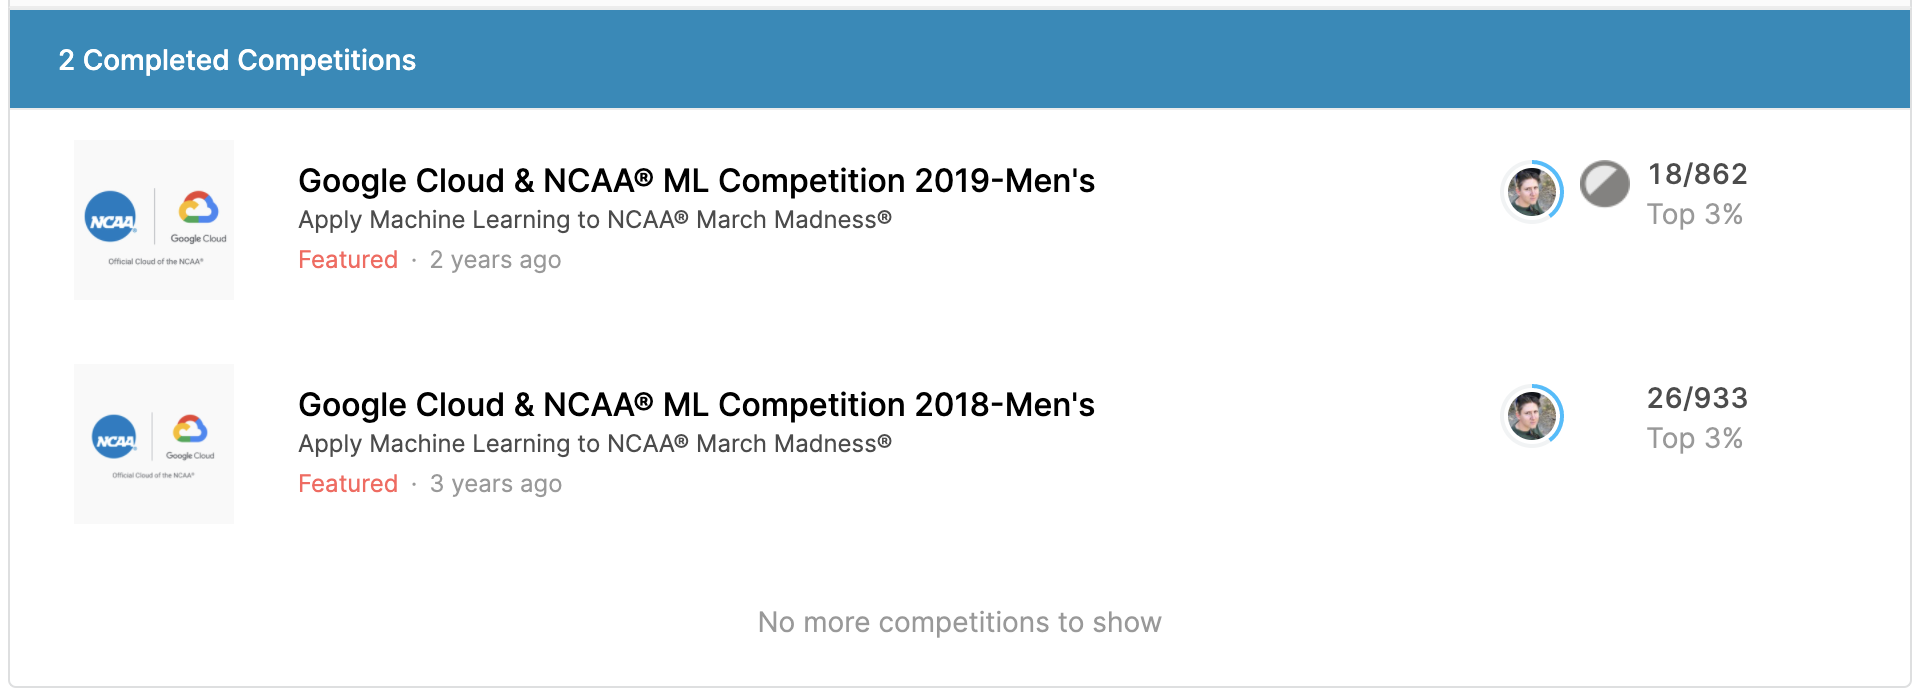 2 Completed Competitions
NCAA®
Google Cloud
Official Cloud of the NCAA®
Google Cloud & NCAA® ML Competition 2019-Men's
Apply Machine Learning to NCAA® March Madness®
Featured · 2 years ago
18/862
Top 3%
NCAA®
Google Cloud
Official Cloud of the NCAA®
Google Cloud & NCAA® ML Competition 2018-Men's
Apply Machine Learning to NCAA® March Madness®
Featured · 3 years ago
26/933
Top 3%
No more competitions to show